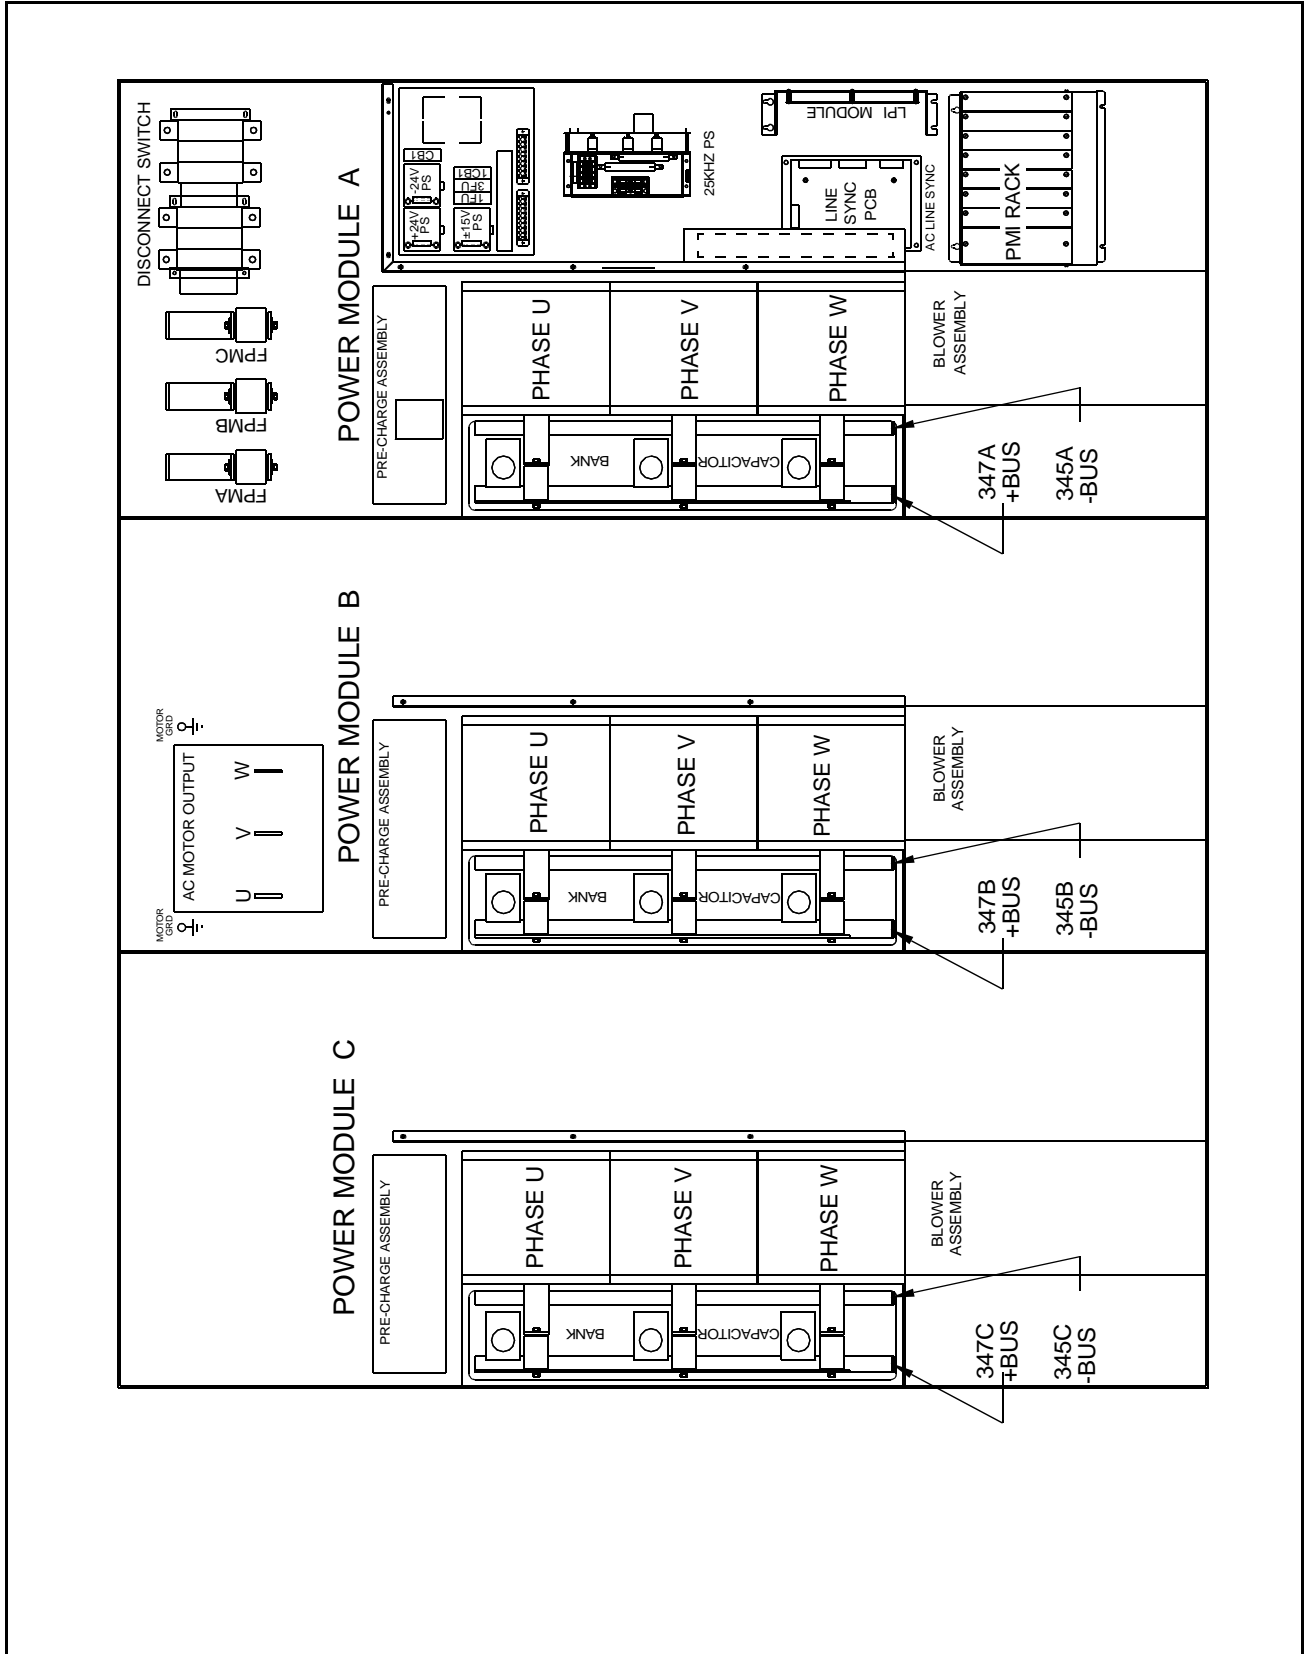 DISCONNECT SWITCH
FPMC
FPMB
FPMA
POWER MODULE A
PRE-CHARGE ASSEMBLY
CB1
-24V
PS
+24V
PS
1CB1
3FU
1FU
±15V
PS
25KHZ PS
LPI MODULE
LINE
SYNC
PCB
AC LINE SYNC
PMI RACK
PHASE U
PHASE V
PHASE W
BLOWER
ASSEMBLY
BANK
CAPACITOR
347A
+BUS
345A
-BUS
MOTOR
GRD
AC MOTOR OUTPUT
W
V
U
MOTOR
GRD
POWER MODULE B
PRE-CHARGE ASSEMBLY
PHASE U
PHASE V
PHASE W
BLOWER
ASSEMBLY
BANK
CAPACITOR
347B
+BUS
345B
-BUS
POWER MODULE C
PRE-CHARGE ASSEMBLY
PHASE U
PHASE V
PHASE W
BLOWER
ASSEMBLY
BANK
CAPACITOR
347C
+BUS
345C
-BUS